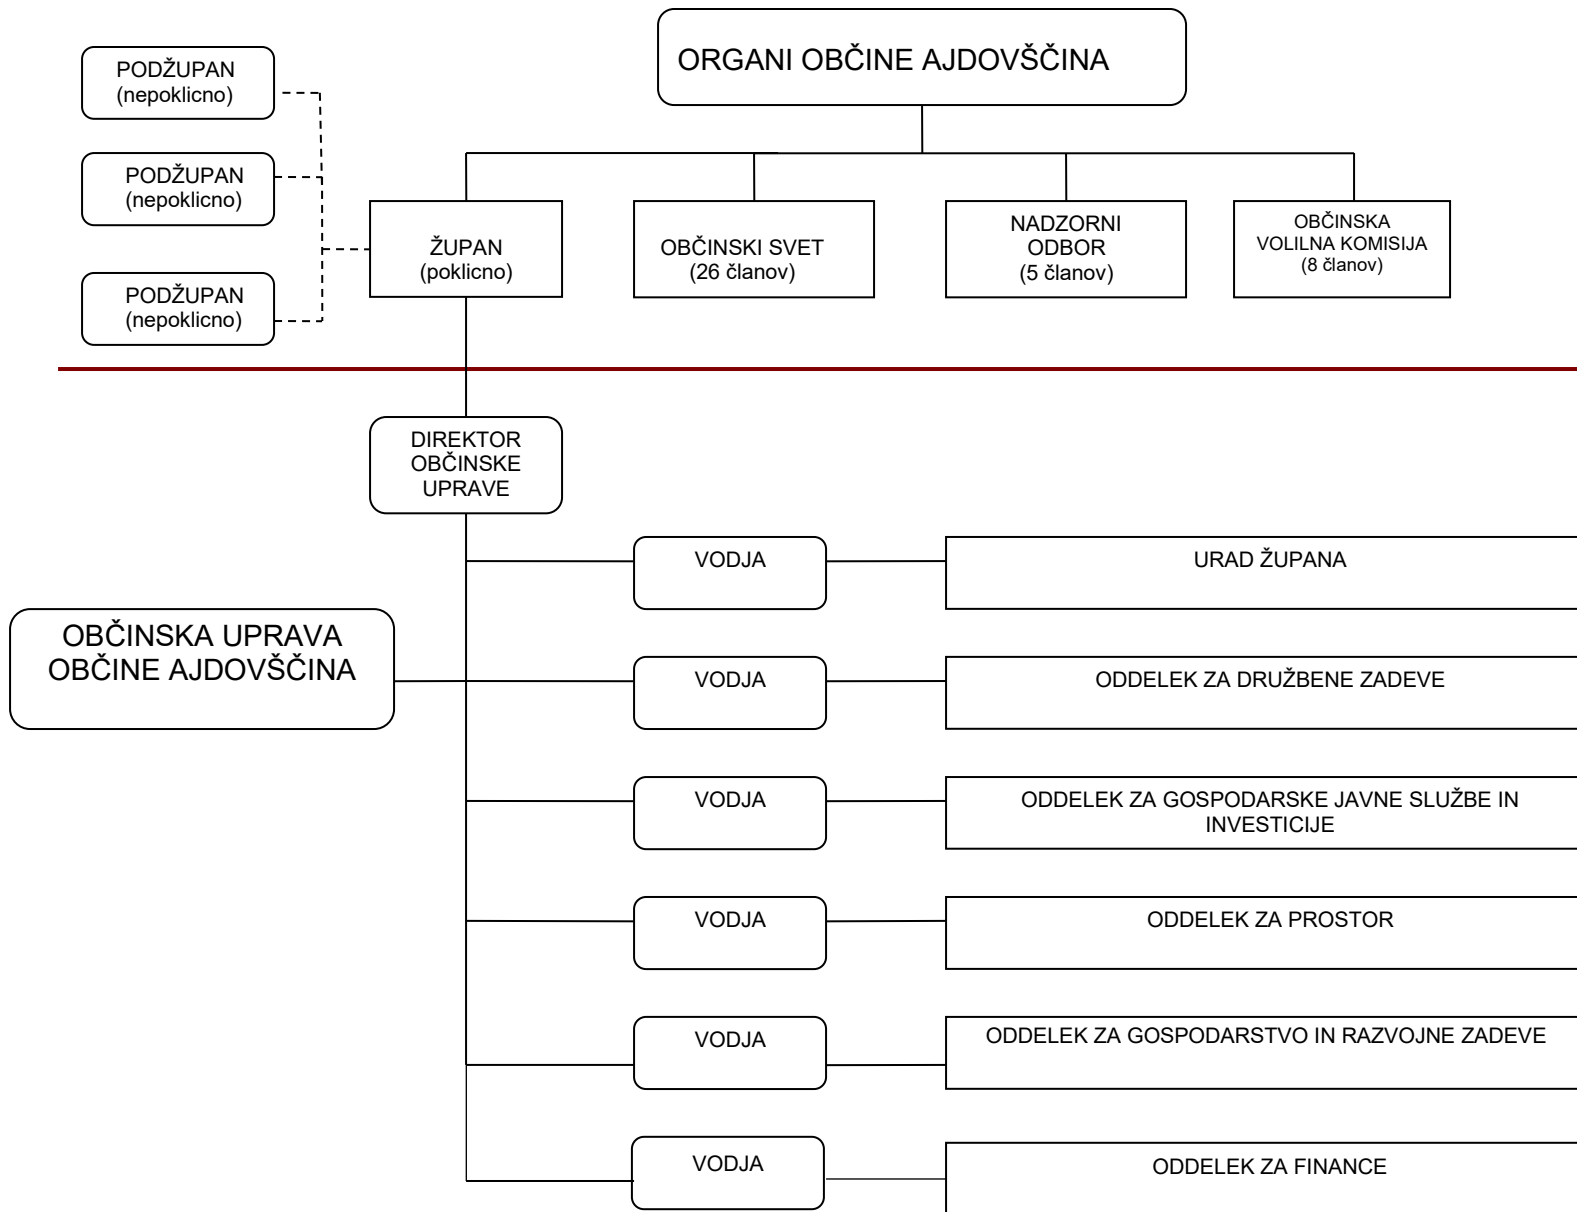 ORGANI OBČINE AJDOVŠČINA
PODŽUPAN
(nepoklicno)
PODŽUPAN
(nepoklicno)
PODŽUPAN
(nepoklicno)
ŽUPAN
(poklicno)
OBČINSKI SVET
(26 članov)
NADZORNI
ODBOR
(5 članov)
OBČINSKA
VOLILNA KOMISIJA
(8 članov)
DIREKTOR
OBČINSKE
UPRAVE
OBČINSKA UPRAVA
OBČINE AJDOVŠČINA
VODJA
URAD ŽUPANA
VODJA
ODDELEK ZA DRUŽBENE ZADEVE
VODJA
ODDELEK ZA GOSPODARSKE JAVNE SLUŽBE IN
INVESTICIJE
VODJA
ODDELEK ZA PROSTOR
VODJA
ODDELEK ZA GOSPODARSTVO IN RAZVOJNE ZADEVE
VODJA
ODDELEK ZA FINANCE